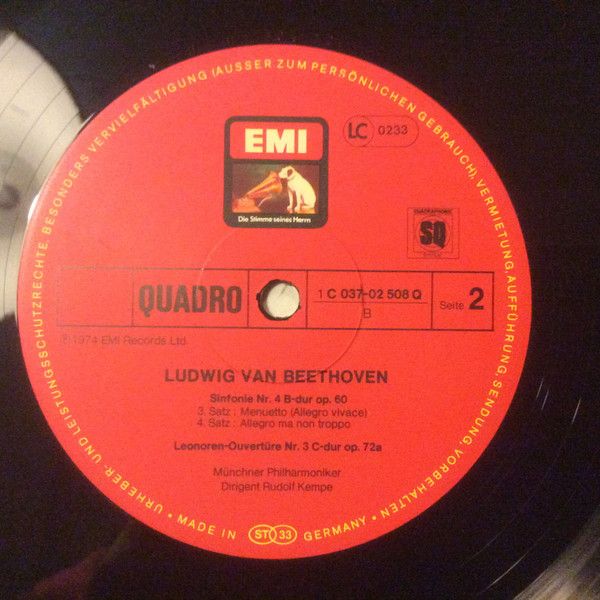 URHEBER- UND LEISTUNGSSCHUTZRECHTE, BESONDERS VERVIELFÄLTIGUNG (AUSSER ZUM PERSÖNLICHEN GEBRAUCH), VERMIETUNG, AUFFÜHRUNG, SENDUNG, VORBEHALTEN •
EMI
LC 0233
Die Stimme seines Herrn
QUADRAPHONIC
SQ
QUADRO
1 C 037-02 508 Q
B
Seite 2
℗ 1974 EMI Records Ltd.
LUDWIG VAN BEETHOVEN
Sinfonie Nr. 4 B-dur op. 60
3. Satz: Menuetto (Allegro vivace)
4. Satz: Allegro ma non troppo
Leonoren-Ouvertüre Nr. 3 C-dur op. 72a
Münchner Philharmoniker
Dirigent Rudolf Kempe
• MADE IN ST 33 GERMANY •